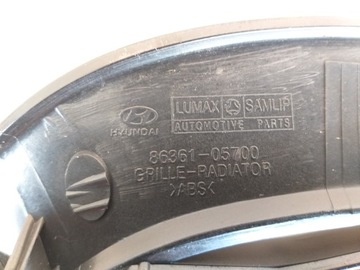 HYUNDAI
LUMAX SAMLIP
AUTOMOTIVE PARTS
86361-05700
GRILLE-RADIATOR
>ABS<